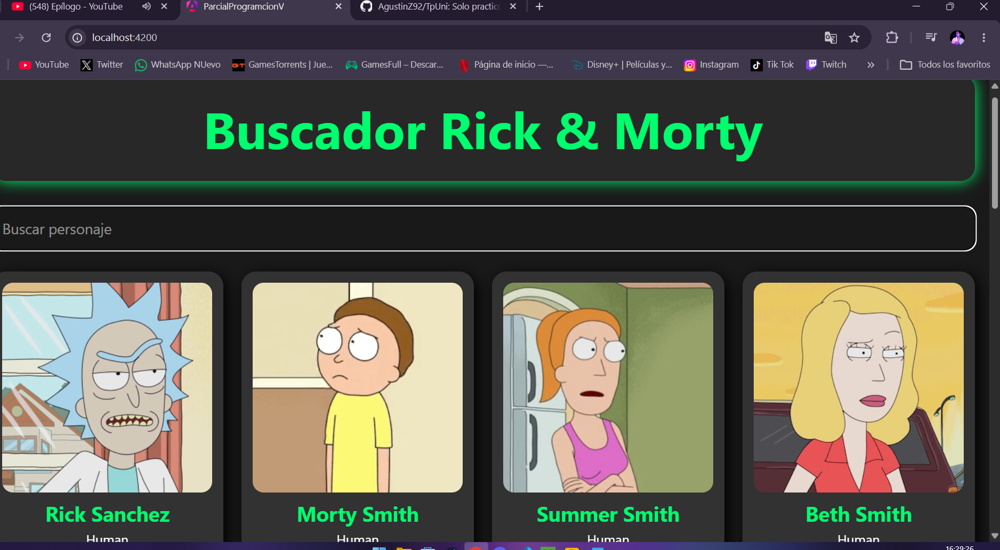 (548) Epílogo - YouTube
ParcialProgramcionV
AgustinZ92/TpUni: Solo practico
localhost:4200
YouTube
Twitter
WhatsApp NUevo
GamesTorrents | Jue...
GamesFull – Descar...
Página de inicio —...
Disney+ | Películas y...
Instagram
Tik Tok
Twitch
Todos los favoritos
Buscador Rick & Morty
Buscar personaje
Rick Sanchez
Morty Smith
Summer Smith
Beth Smith
Human
Human
Human
Human
16:29:26